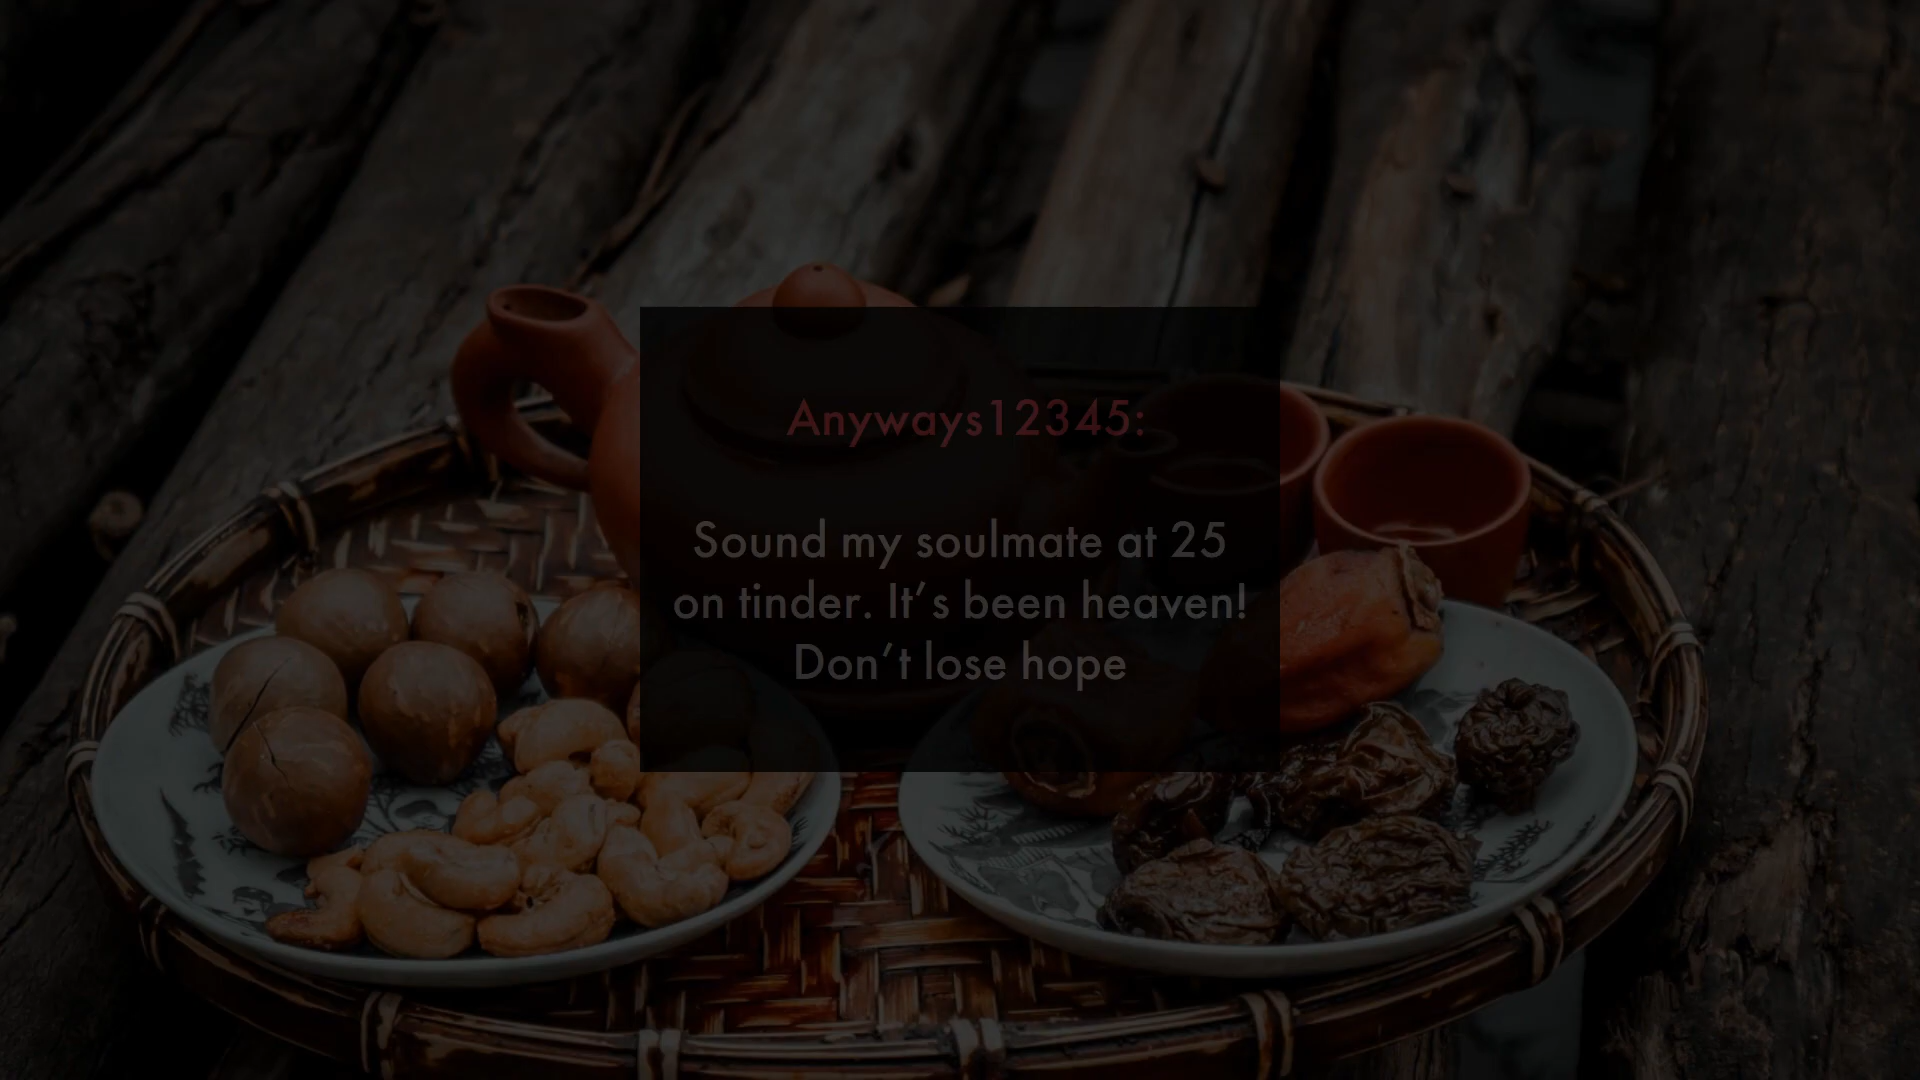 Anyways12345:
Sound my soulmate at 25
on tinder. It’s been heaven!
Don’t lose hope